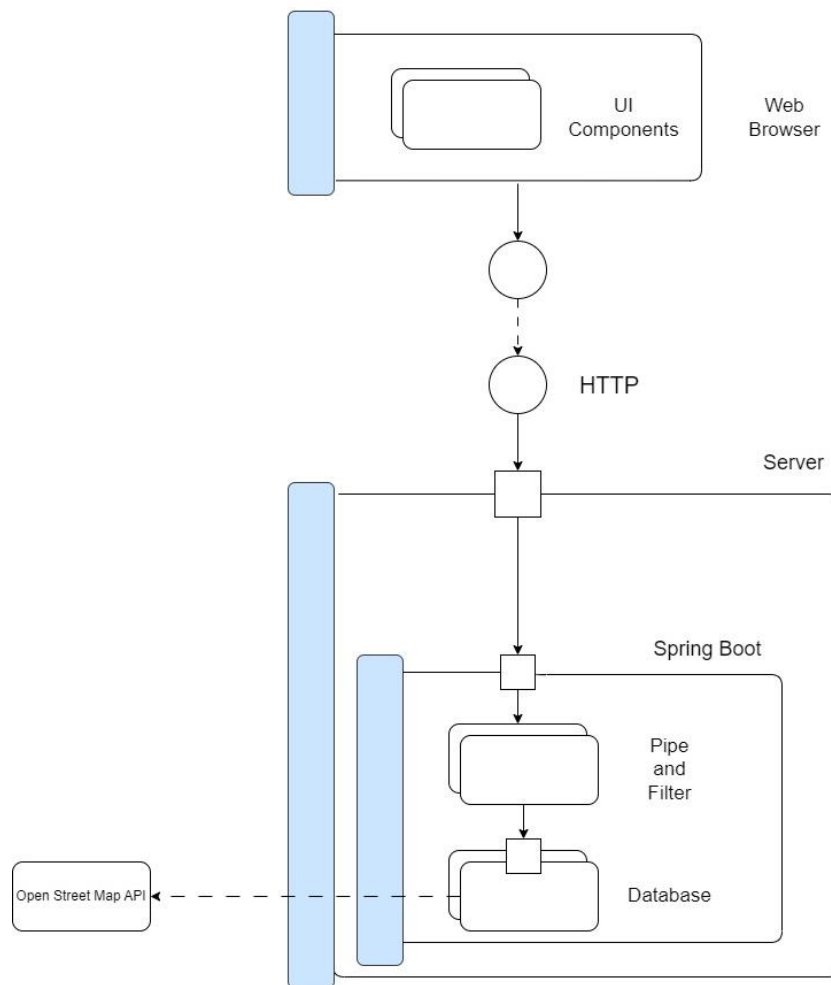 UI
Components
Web
Browser
HTTP
Server
Spring Boot
Pipe
and
Filter
Open Street Map API
Database